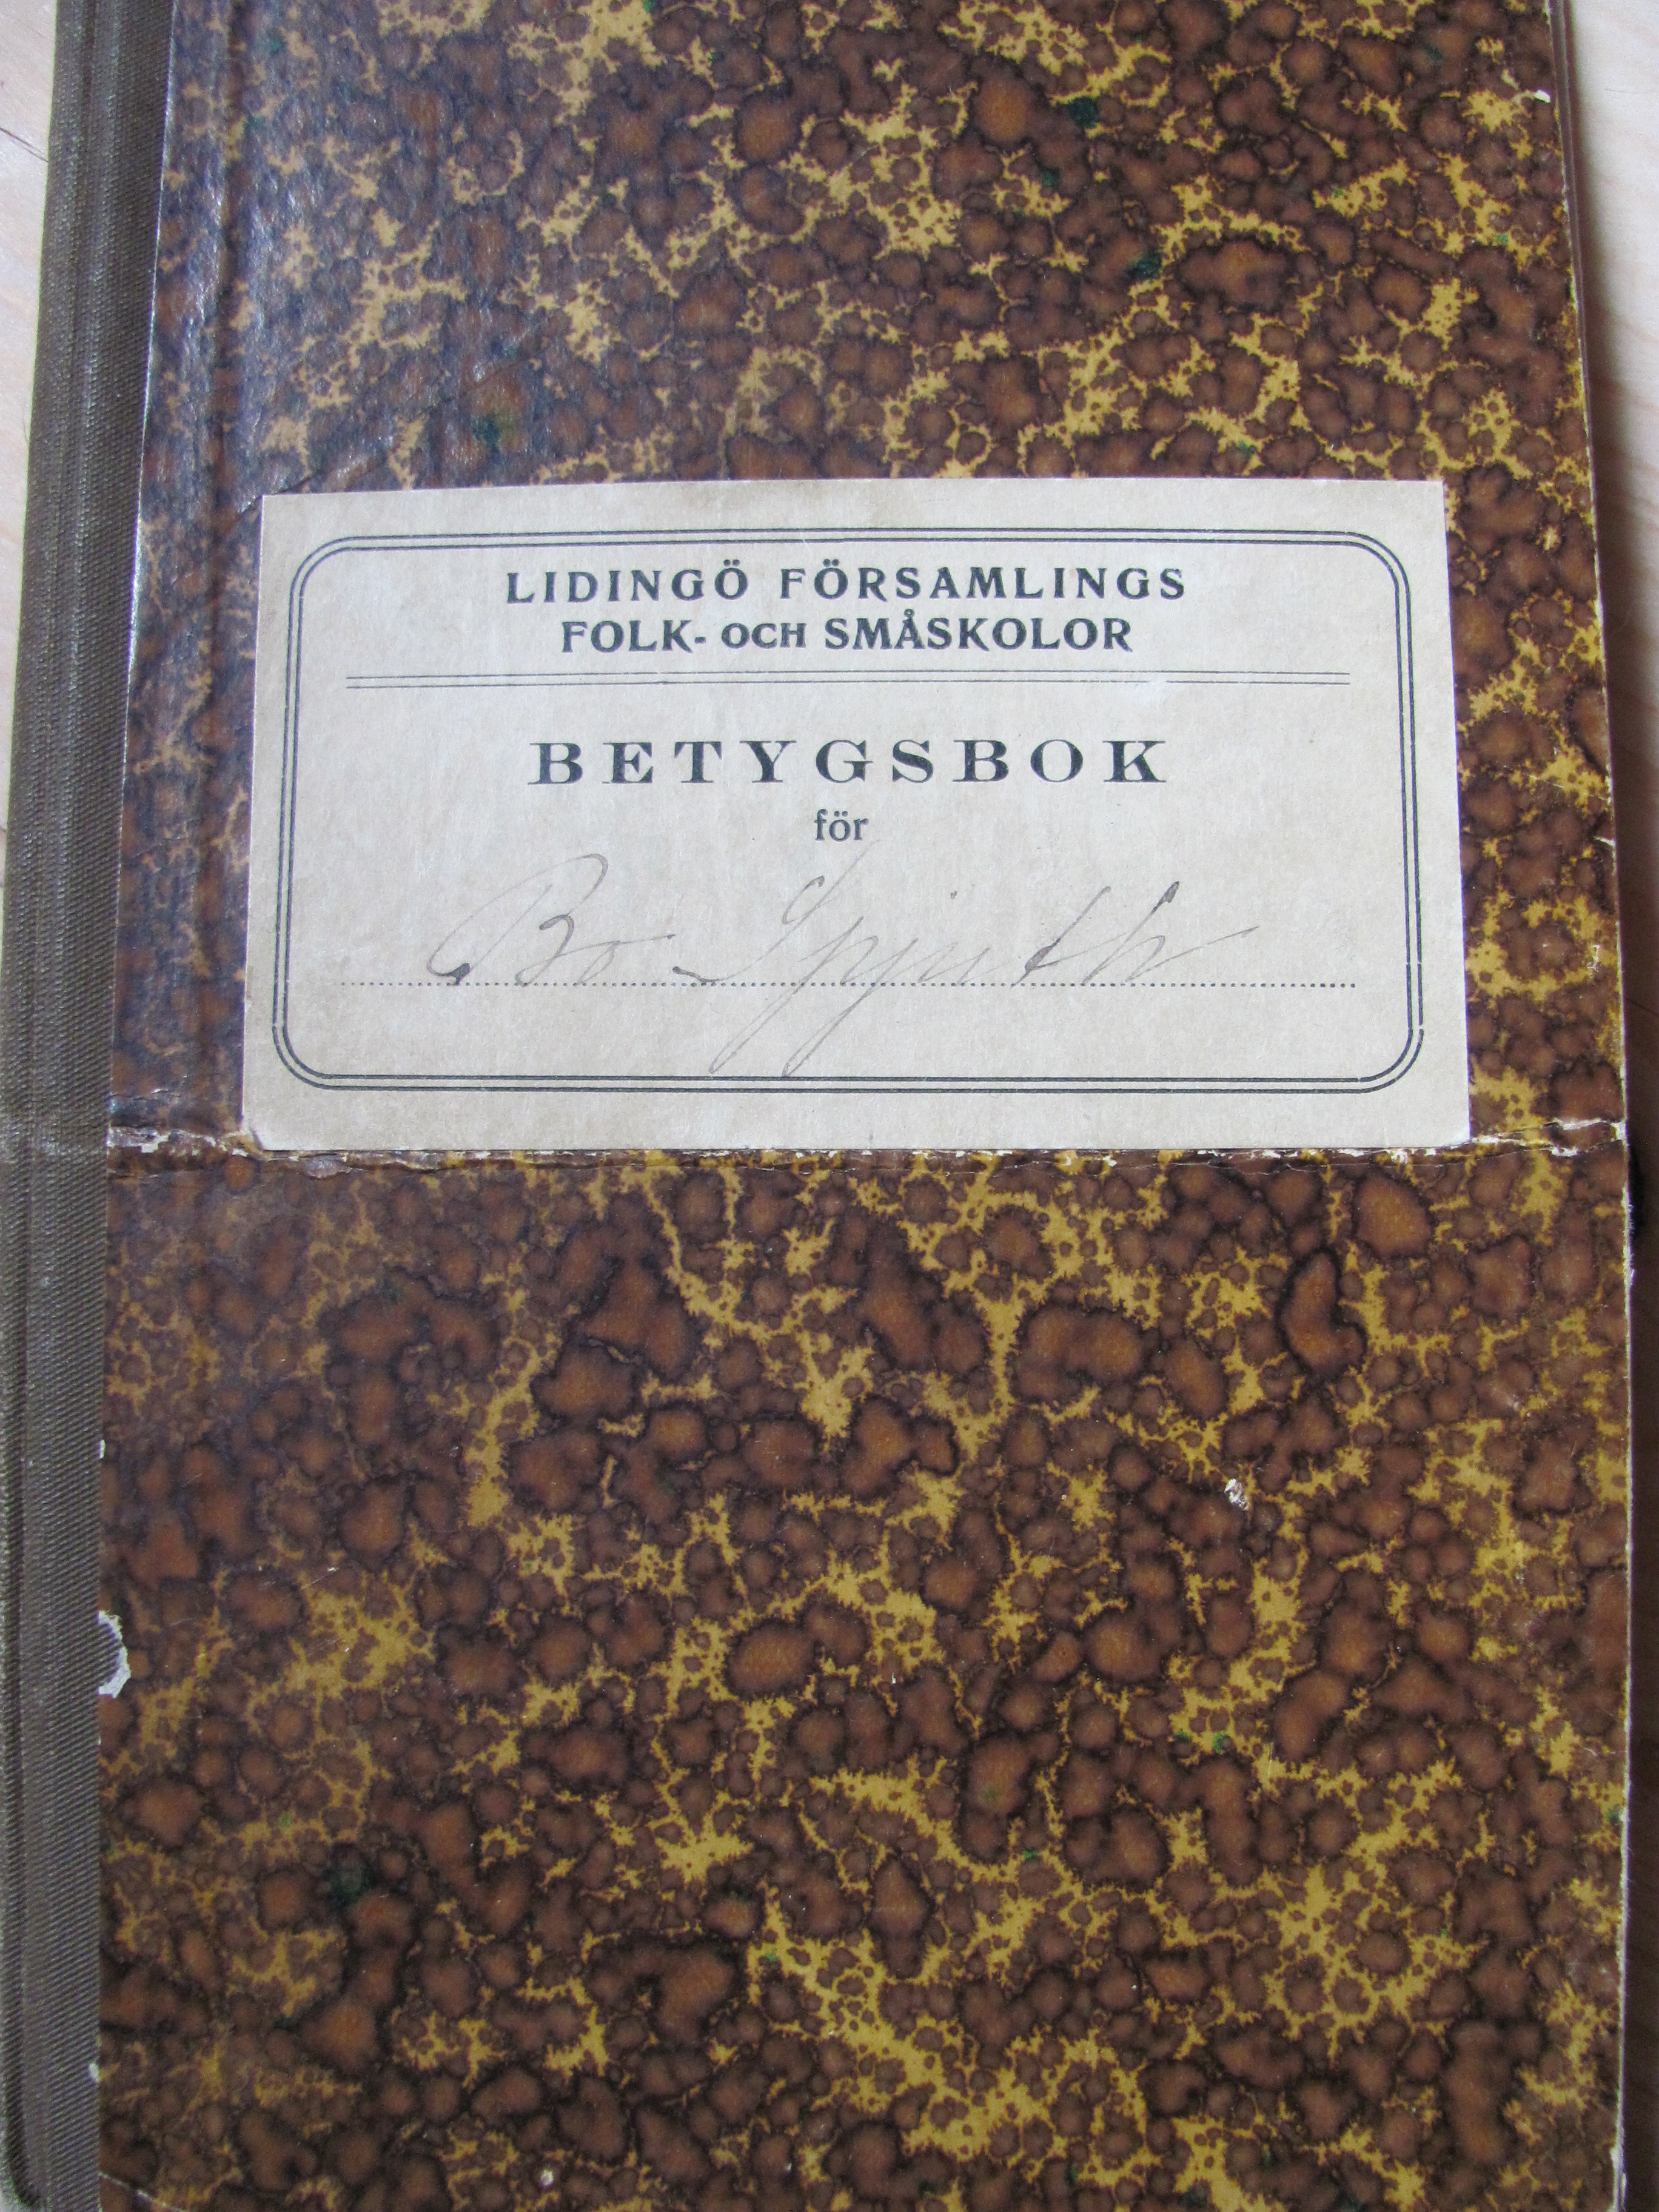 LIDINGÖ FÖRSAMLINGS
FOLK- OCH SMÅSKOLOR
BETYGSBOK
för
Bo Spjuth